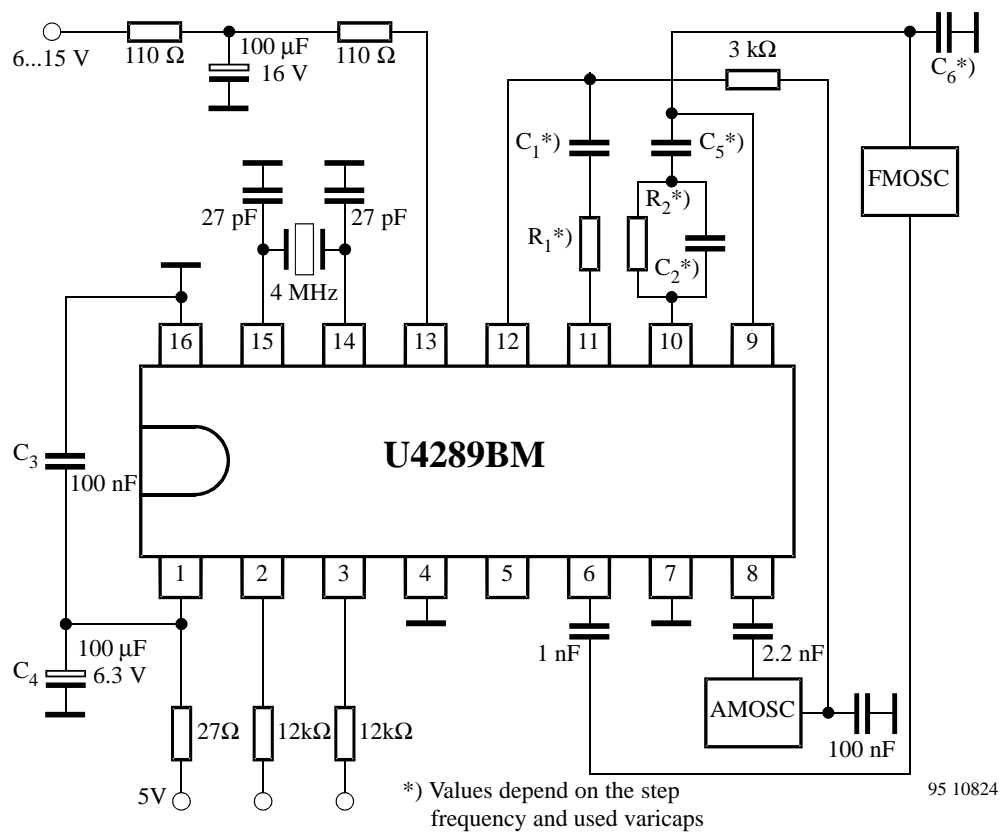 6...15 V
110 Ω
100 µF
16 V
110 Ω
3 kΩ
C6*)
C1*)
C5*)
FMOSC
27 pF
27 pF
R2*)
R1*)
C2*)
4 MHz
16
15
14
13
12
11
10
9
U4289BM
C3
100 nF
1
2
3
4
5
6
7
8
100 µF
6.3 V
C4
1 nF
2.2 nF
AMOSC
27Ω
12kΩ
12kΩ
100 nF
5V
*) Values depend on the step
frequency and used varicaps
95 10824